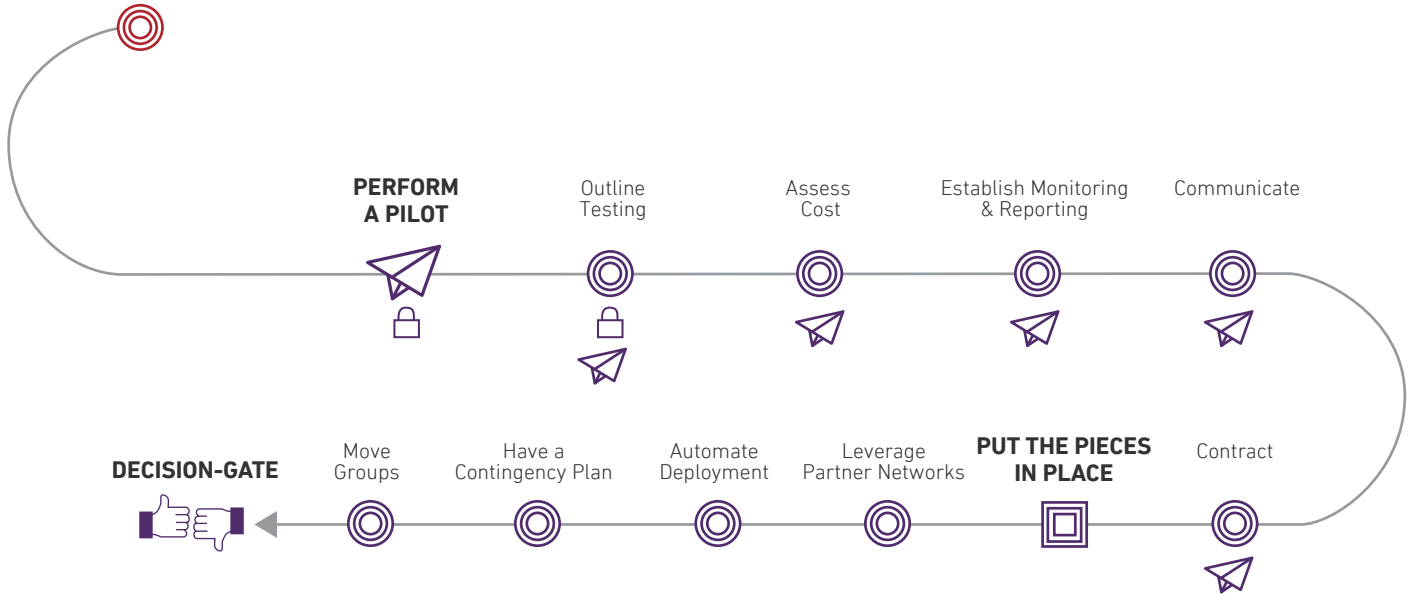 PERFORM
A PILOT
Outline
Testing
Assess
Cost
Establish Monitoring
& Reporting
Communicate
DECISION-GATE
Move
Groups
Have a
Contingency Plan
Automate
Deployment
Leverage
Partner Networks
PUT THE PIECES
IN PLACE
Contract